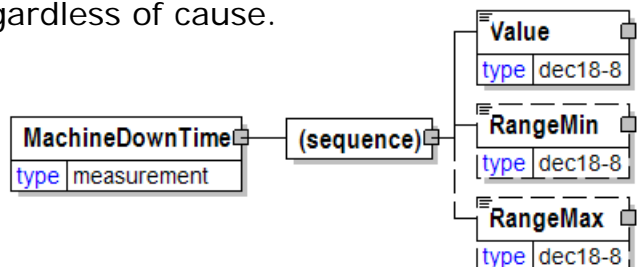 gardless of cause.
Value
type dec18-8
MachineDownTime
type measurement
(sequence)
RangeMin
type dec18-8
RangeMax
type dec18-8